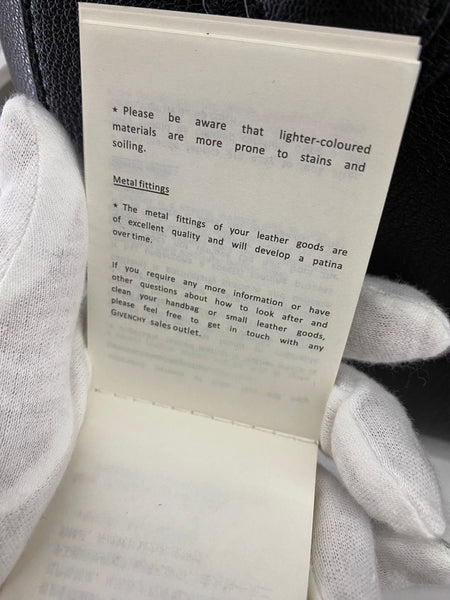 * Please be aware that lighter-coloured
materials are more prone to stains and
soiling.
Metal fittings
* The metal fittings of your leather goods are
of excellent quality and will develop a patina
over time.
If you require any more information or have
other questions about how to look after and
clean your handbag or small leather goods,
please feel free to get in touch with any
GIVENCHY sales outlet.